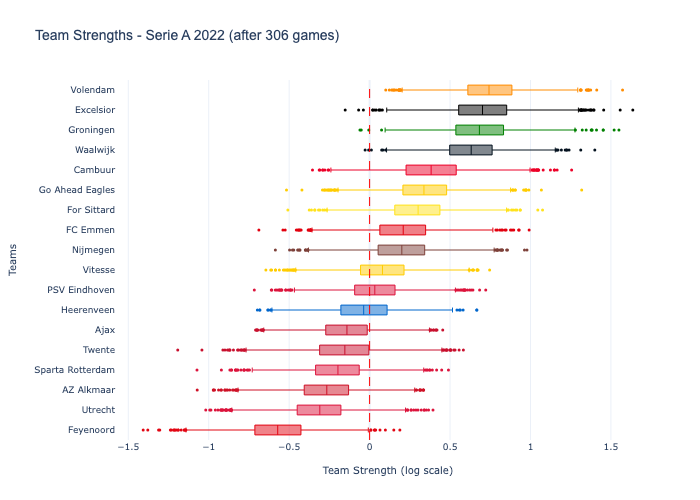 Team Strengths - Serie A 2022 (after 306 games)
Volendam
Excelsior
Groningen
Waalwijk
Cambuur
Go Ahead Eagles
For Sittard
FC Emmen
Nijmegen
Vitesse
PSV Eindhoven
Heerenveen
Ajax
Twente
Sparta Rotterdam
AZ Alkmaar
Utrecht
Feyenoord
Teams
−1.5 −1 −0.5 0 0.5 1 1.5
Team Strength (log scale)